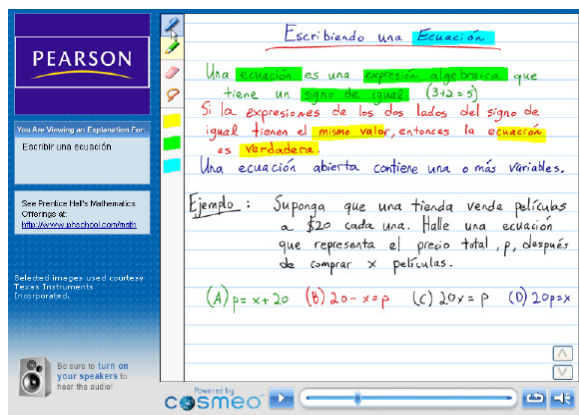 PEARSON
You Are Viewing an Explanation For:
Escribir una ecuación
See Prentice Hall's Mathematics
Offerings at:
http://www.phschool.com/math
Selected images used courtesy
Texas Instruments
Incorporated.
Be sure to turn on
your speakers to
hear the audio!
Escribiendo una Ecuación
Una ecuación es una expresión algebraica que
tiene un signo de igual (3+2=5)
Si la expresiones de los dos lados del signo de
igual tienen el mismo valor, entonces la ecuación
es verdadera.
Una ecuación abierta contiene una o más variables.
Ejemplo: Suponga que una tienda vende películas
a $20 cada una. Halle una ecuación
que representa el precio total, p, después
de comprar x películas.
(A) p=x+20 (B) 20-x=p (C) 20x=p (D) 20p=x
Powered by
cosmeo